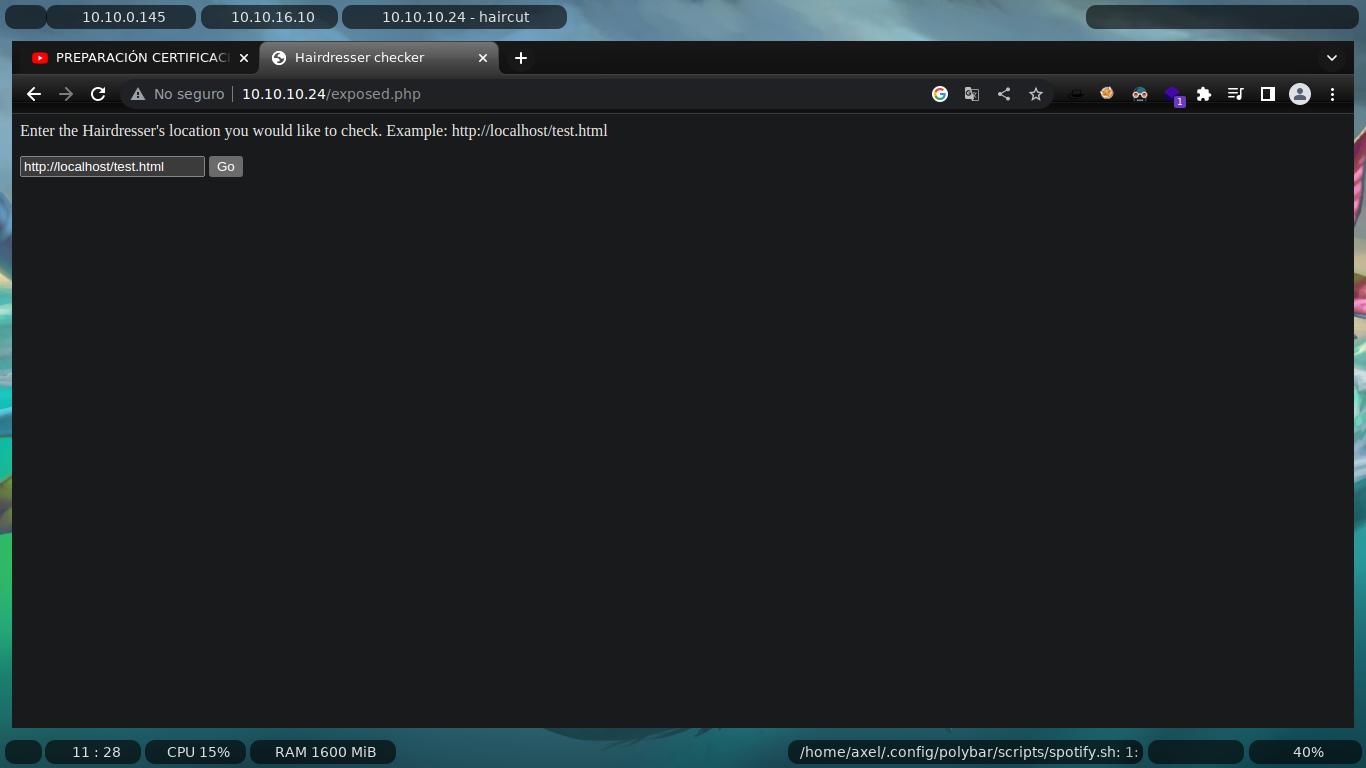 10.10.0.145
10.10.16.10
10.10.10.24 - haircut
PREPARACIÓN CERTIFICAC
Hairdresser checker
No seguro
10.10.10.24/exposed.php
1
Enter the Hairdresser's location you would like to check. Example: http://localhost/test.html
http://localhost/test.html Go
11 : 28
CPU 15%
RAM 1600 MiB
/home/axel/.config/polybar/scripts/spotify.sh: 1:
40%